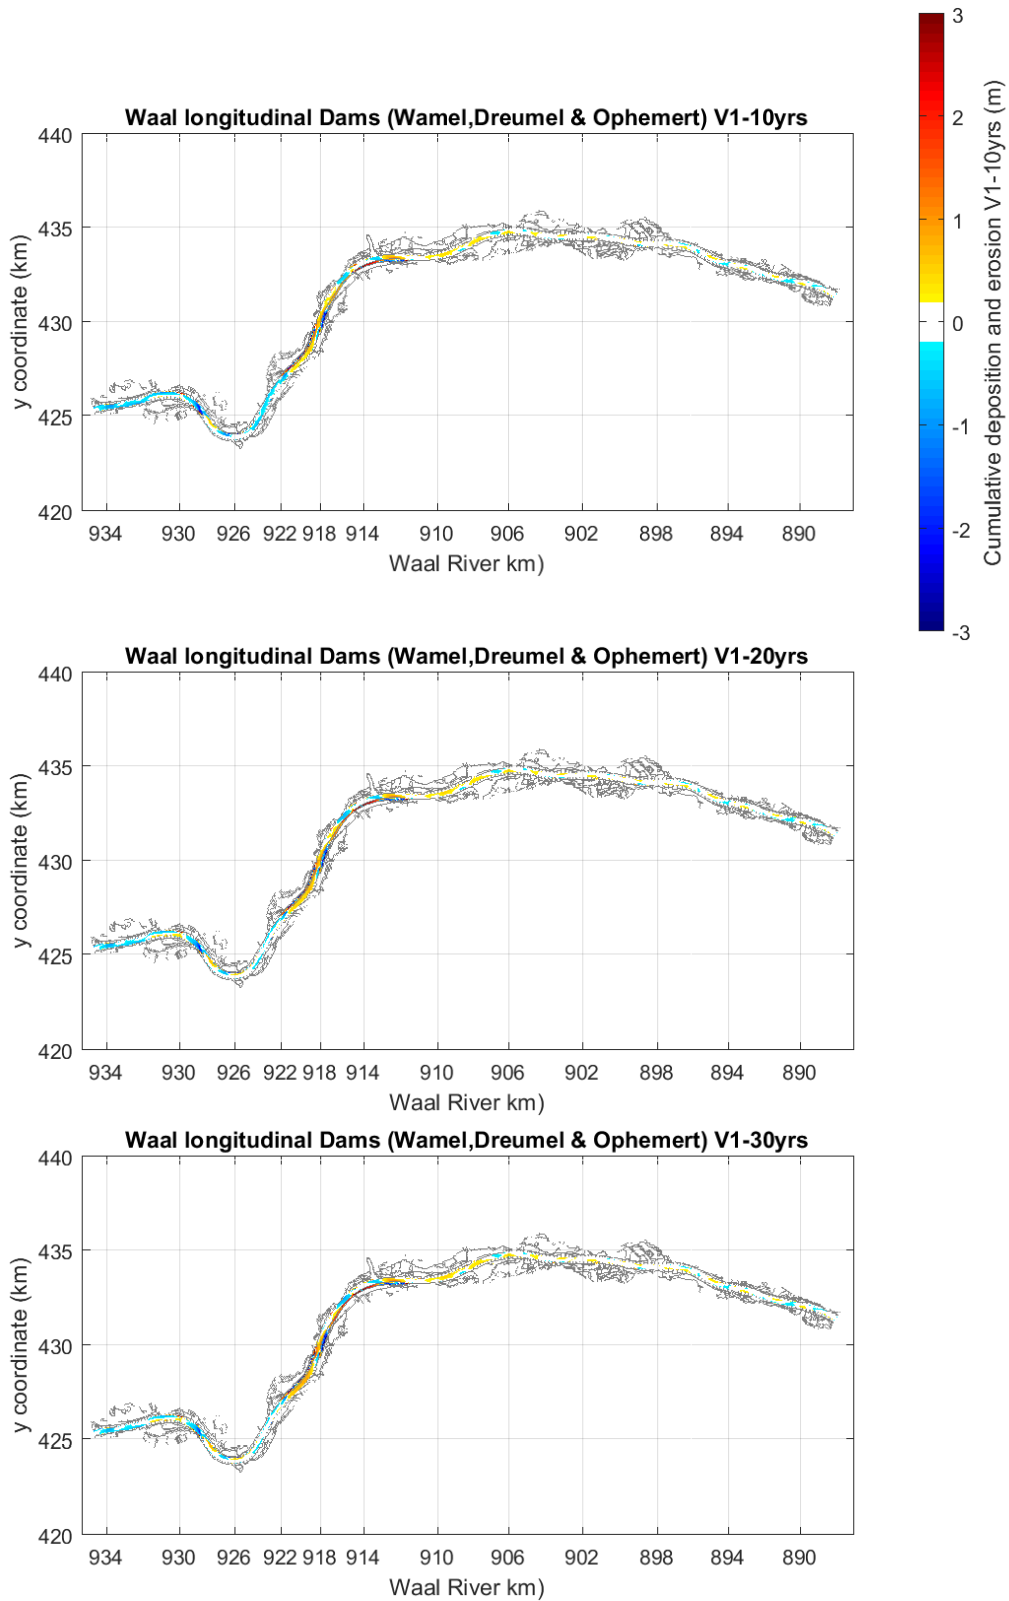 Waal longitudinal Dams (Wamel,Dreumel & Ophemert) V1-10yrs
440
435
430
425
420
y coordinate (km)
934 930 926 922 918 914 910 906 902 898 894 890
Waal River km)
3
2
1
0
-1
-2
-3
Cumulative deposition and erosion V1-10yrs (m)
Waal longitudinal Dams (Wamel,Dreumel & Ophemert) V1-20yrs
440
435
430
425
420
y coordinate (km)
934 930 926 922 918 914 910 906 902 898 894 890
Waal River km)
Waal longitudinal Dams (Wamel,Dreumel & Ophemert) V1-30yrs
440
435
430
425
420
y coordinate (km)
934 930 926 922 918 914 910 906 902 898 894 890
Waal River km)